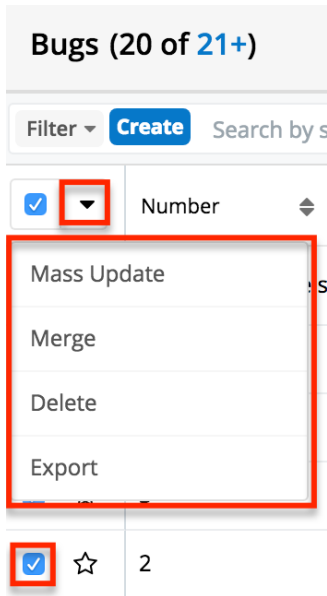 Bugs (20 of 21+)
Filter Create Search by s
Number
Mass Update
Merge
Delete
Export
2